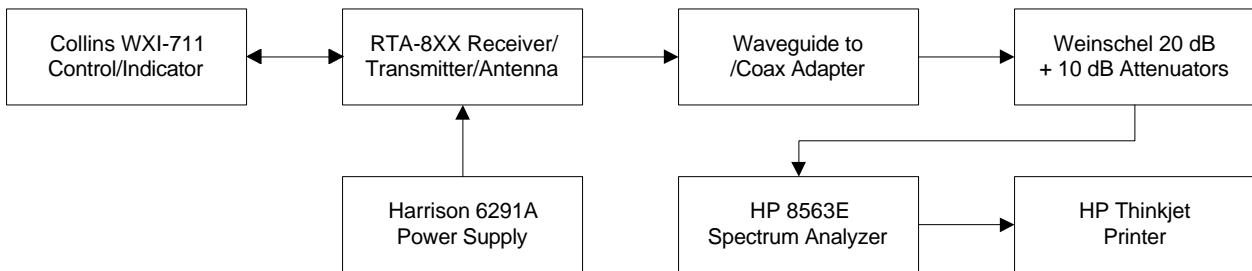 Collins WXI-711
Control/Indicator
RTA-8XX Receiver/
Transmitter/Antenna
Waveguide to
/Coax Adapter
Weinschel 20 dB
+ 10 dB Attenuators
Harrison 6291A
Power Supply
HP 8563E
Spectrum Analyzer
HP Thinkjet
Printer